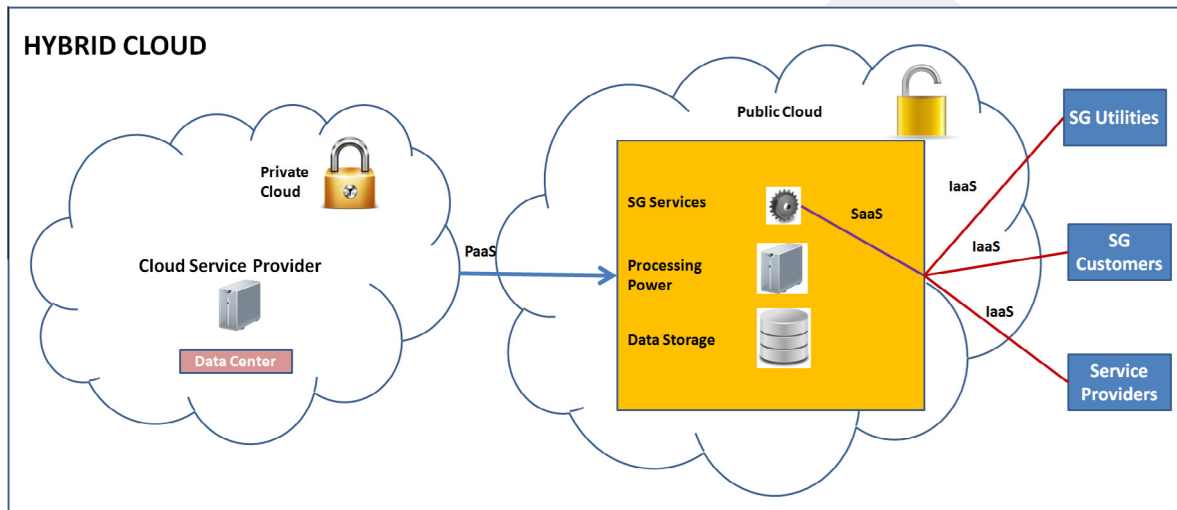 HYBRID CLOUD
Private
Cloud
Cloud Service Provider
Data Center
PaaS
Public Cloud
SG Services
SaaS
Processing
Power
Data Storage
IaaS
IaaS
IaaS
SG Utilities
SG
Customers
Service
Providers